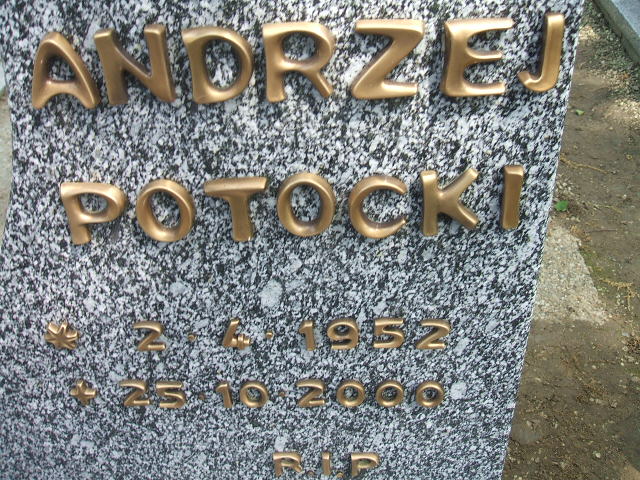 ANDRZEJ
POTOCKI
* 2·4·1952
+ 25·10·2000
R.I.P